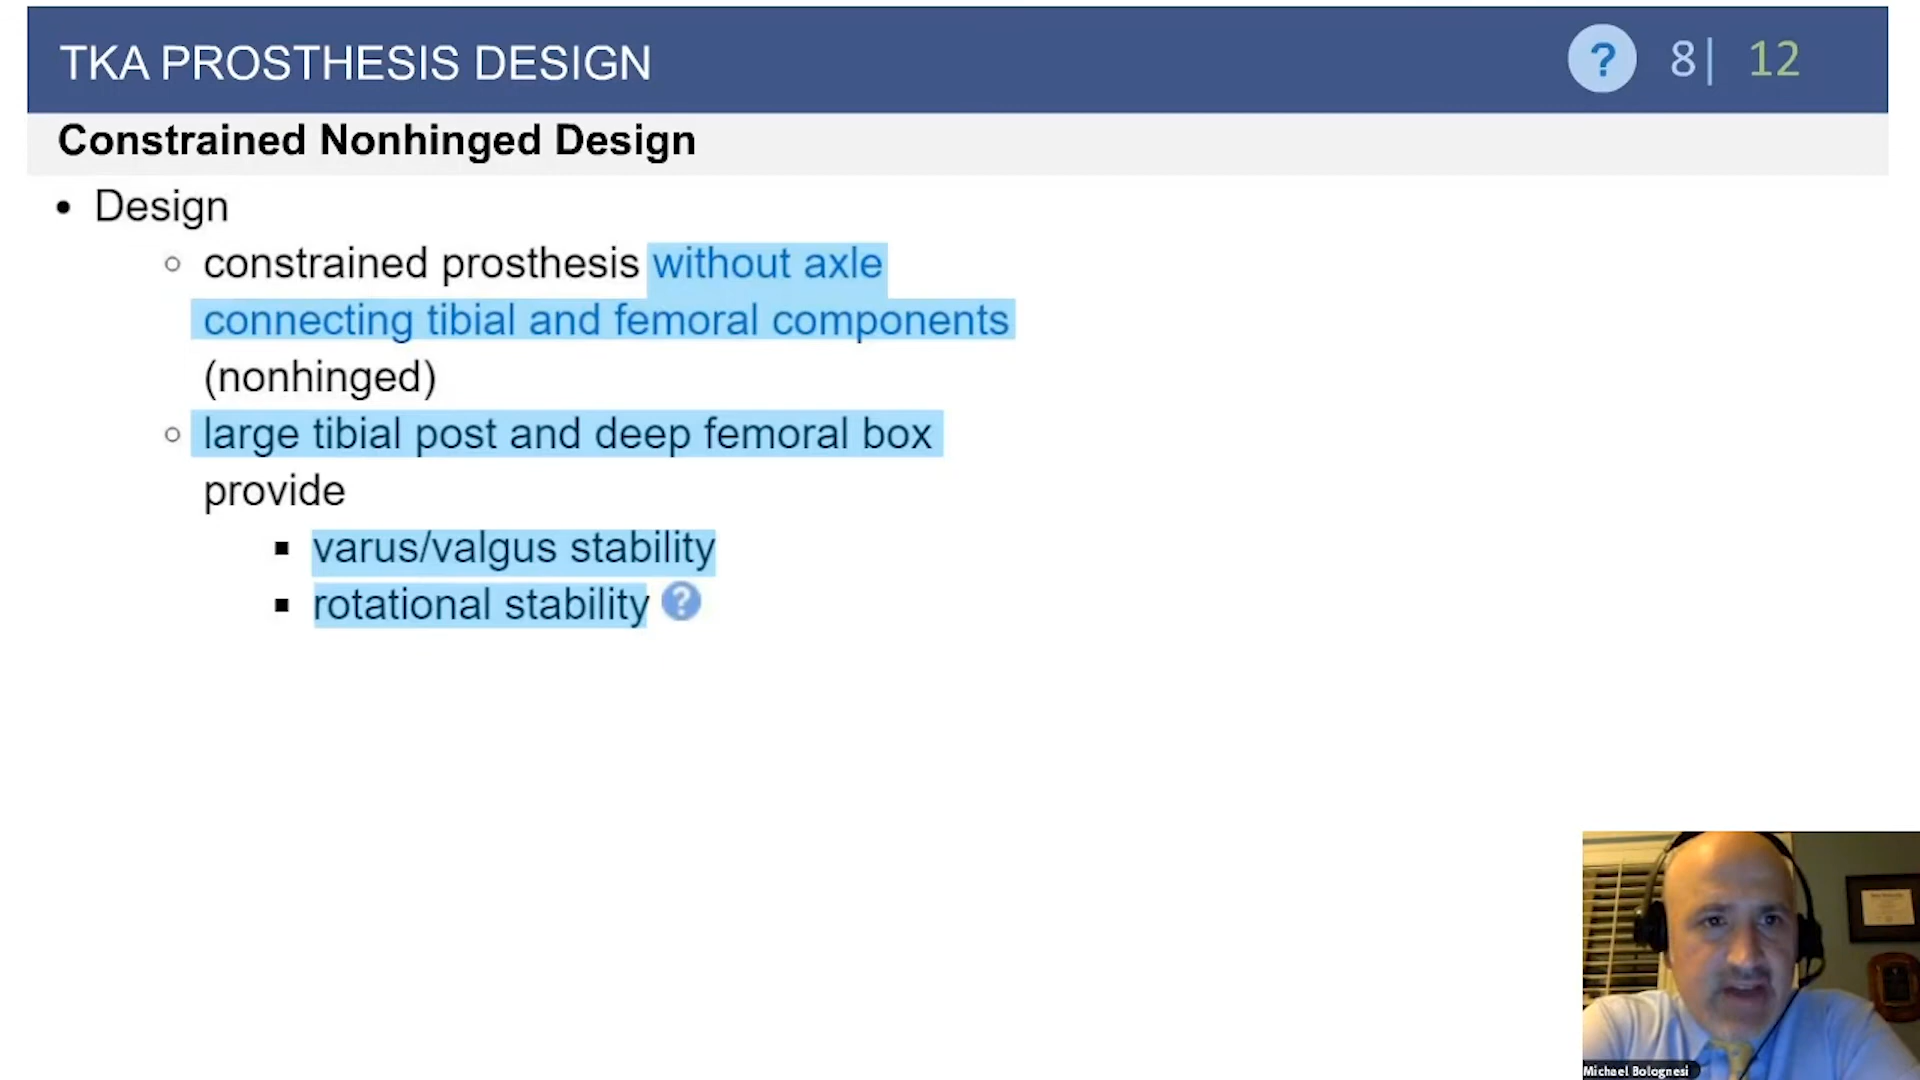 TKA PROSTHESIS DESIGN
? 8| 12
Constrained Nonhinged Design
• Design
○ constrained prosthesis without axle
connecting tibial and femoral components
(nonhinged)
○ large tibial post and deep femoral box
provide
▪ varus/valgus stability
▪ rotational stability ?
Michael Bolognesi